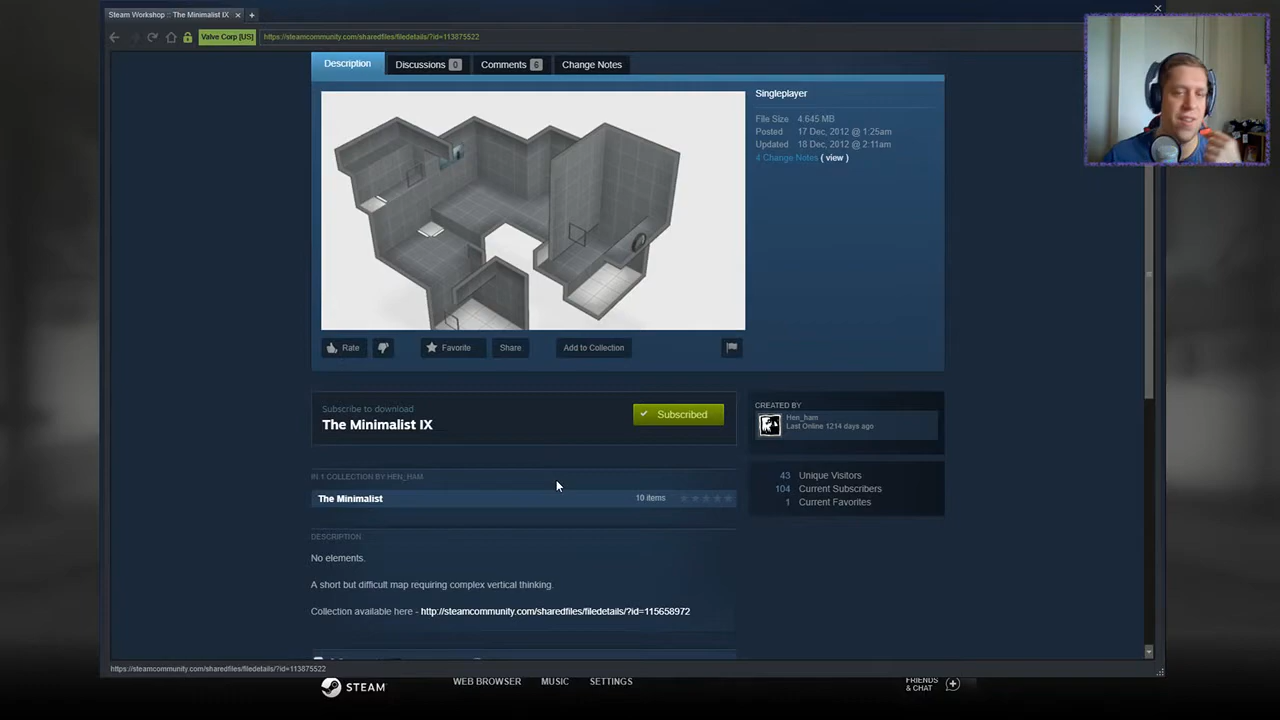 Steam Workshop :: The Minimalist IX
Valve Corp [US] https://steamcommunity.com/sharedfiles/filedetails/?id=113875522
Description Discussions 0 Comments 6 Change Notes
Singleplayer
File Size 4.645 MB
Posted 17 Dec, 2012 @ 1:25am
Updated 18 Dec, 2012 @ 2:11am
4 Change Notes ( view )
Rate Favorite Share Add to Collection
Subscribe to download
The Minimalist IX
Subscribed
CREATED BY
Hen_ham
Last Online 1214 days ago
IN 1 COLLECTION BY HEN_HAM
The Minimalist 10 items
43 Unique Visitors
104 Current Subscribers
1 Current Favorites
DESCRIPTION
No elements.
A short but difficult map requiring complex vertical thinking.
Collection available here - http://steamcommunity.com/sharedfiles/filedetails/?id=115658972
https://steamcommunity.com/sharedfiles/filedetails/?id=113875522
STEAM WEB BROWSER MUSIC SETTINGS FRIENDS & CHAT